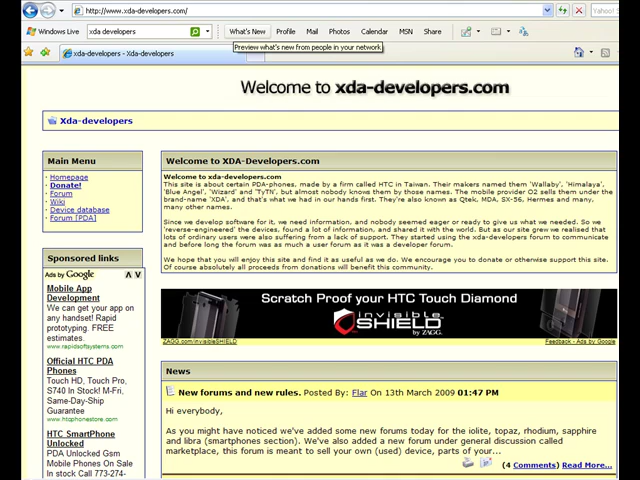 http://www.xda-developers.com/
Yahoo! S
Windows Live
xda developers
What's New
Profile
Mail
Photos
Calendar
MSN
Share
Preview what's new from people in your network.
xda-developers - Xda-developers
Welcome to xda-developers.com
Xda-developers
Main Menu
Homepage
Donate!
Forum
Wiki
Device database
Forum [PDA]
Sponsored links
Ads by Google
Mobile App
Development
We can get your app on
any handset! Rapid
prototyping. FREE
estimates.
www.rapidsoftsystems.com
Official HTC PDA
Phones
Touch HD, Touch Pro,
S740 In Stock! M-Fri,
Same-Day-Ship
Guarantee
www.htcphonestore.com
HTC SmartPhone
Unlocked
PDA Unlocked Gsm
Mobile Phones On Sale
In stock Call 773-274-
Welcome to XDA-Developers.com
Welcome to xda-developers.com
This site is about certain PDA-phones, made by a firm called HTC in Taiwan. Their makers named them 'Wallaby', 'Himalaya',
'Blue Angel', 'Wizard' and 'TyTN', but almost nobody knows them by those names. The mobile provider O2 sells them under the
brand-name 'XDA', and that's what we had in our hands first. They're also known as Qtek, MDA, SX-56, Hermes and many,
many other names.
Since we develop software for it, we need information, and nobody seemed eager or ready to give us what we needed. So we
'reverse-engineered' the devices, found a lot of information, and shared it with the world. But as our site grew we realised that
lots of ordinary users were also suffering from a lack of support. They started using the xda-developers forum to communicate
and before long the forum was as much a user forum as it was a developer forum.
We hope that you will enjoy this site and find it as useful as we do. We encourage you to donate or otherwise support this site.
Of course absolutely all proceeds from donations will benefit this community.
Scratch Proof your HTC Touch Diamond
invisible
SHIELD
by ZAGG
ZAGG.com/invisibleSHIELD
Feedback - Ads by Google
News
New forums and new rules. Posted By: Flar On 13th March 2009 01:47 PM
Hi everybody,
As you might have noticed we've added some new forums today for the iolite, topaz, rhodium, sapphire
and libra (smartphones section). We've also added a new forum under general discussion called
marketplace, this forum is meant to sell your own (used) device, parts of your...
(4 Comments) Read More...